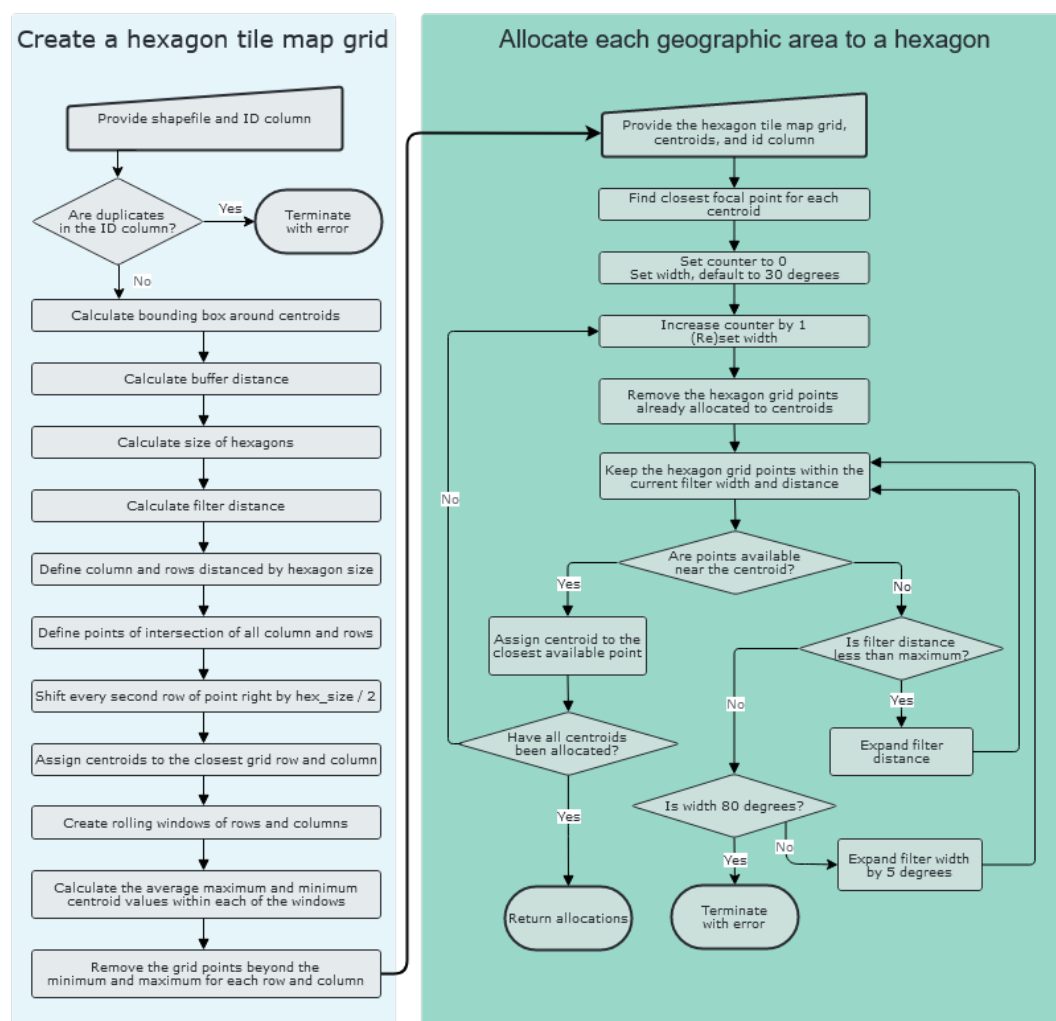 Create a hexagon tile map grid
Provide shapefile and ID column
Are duplicates
in the ID column?
Yes
Terminate
with error
No
Calculate bounding box around centroids
Calculate buffer distance
Calculate size of hexagons
Calculate filter distance
Define column and rows distanced by hexagon size
Define points of intersection of all column and rows
Shift every second row of point right by hex_size / 2
Assign centroids to the closest grid row and column
Create rolling windows of rows and columns
Calculate the average maximum and minimum
centroid values within each of the windows
Remove the grid points beyond the
minimum and maximum for each row and column
Allocate each geographic area to a hexagon
Provide the hexagon tile map grid,
centroids, and id column
Find closest focal point for each
centroid
Set counter to 0
Set width, default to 30 degrees
Increase counter by 1
(Re)set width
Remove the hexagon grid points
already allocated to centroids
Keep the hexagon grid points within the
current filter width and distance
No
Are points available
near the centroid?
Yes
No
Assign centroid to the
closest available point
Is filter distance
less than maximum?
No
Yes
Have all centroids
been allocated?
Expand filter
distance
Yes
Is width 80 degrees?
No
Yes
Expand filter width
by 5 degrees
Return allocations
Terminate
with error